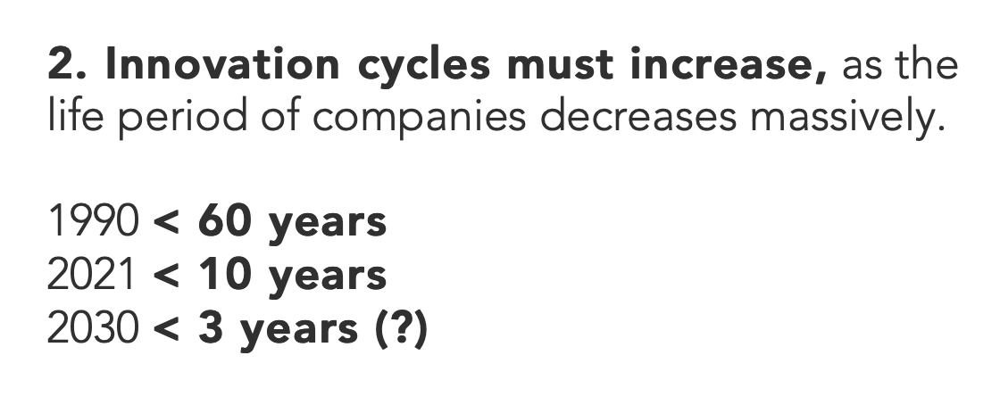 2. Innovation cycles must increase, as the
life period of companies decreases massively.
1990 < 60 years
2021 < 10 years
2030 < 3 years (?)